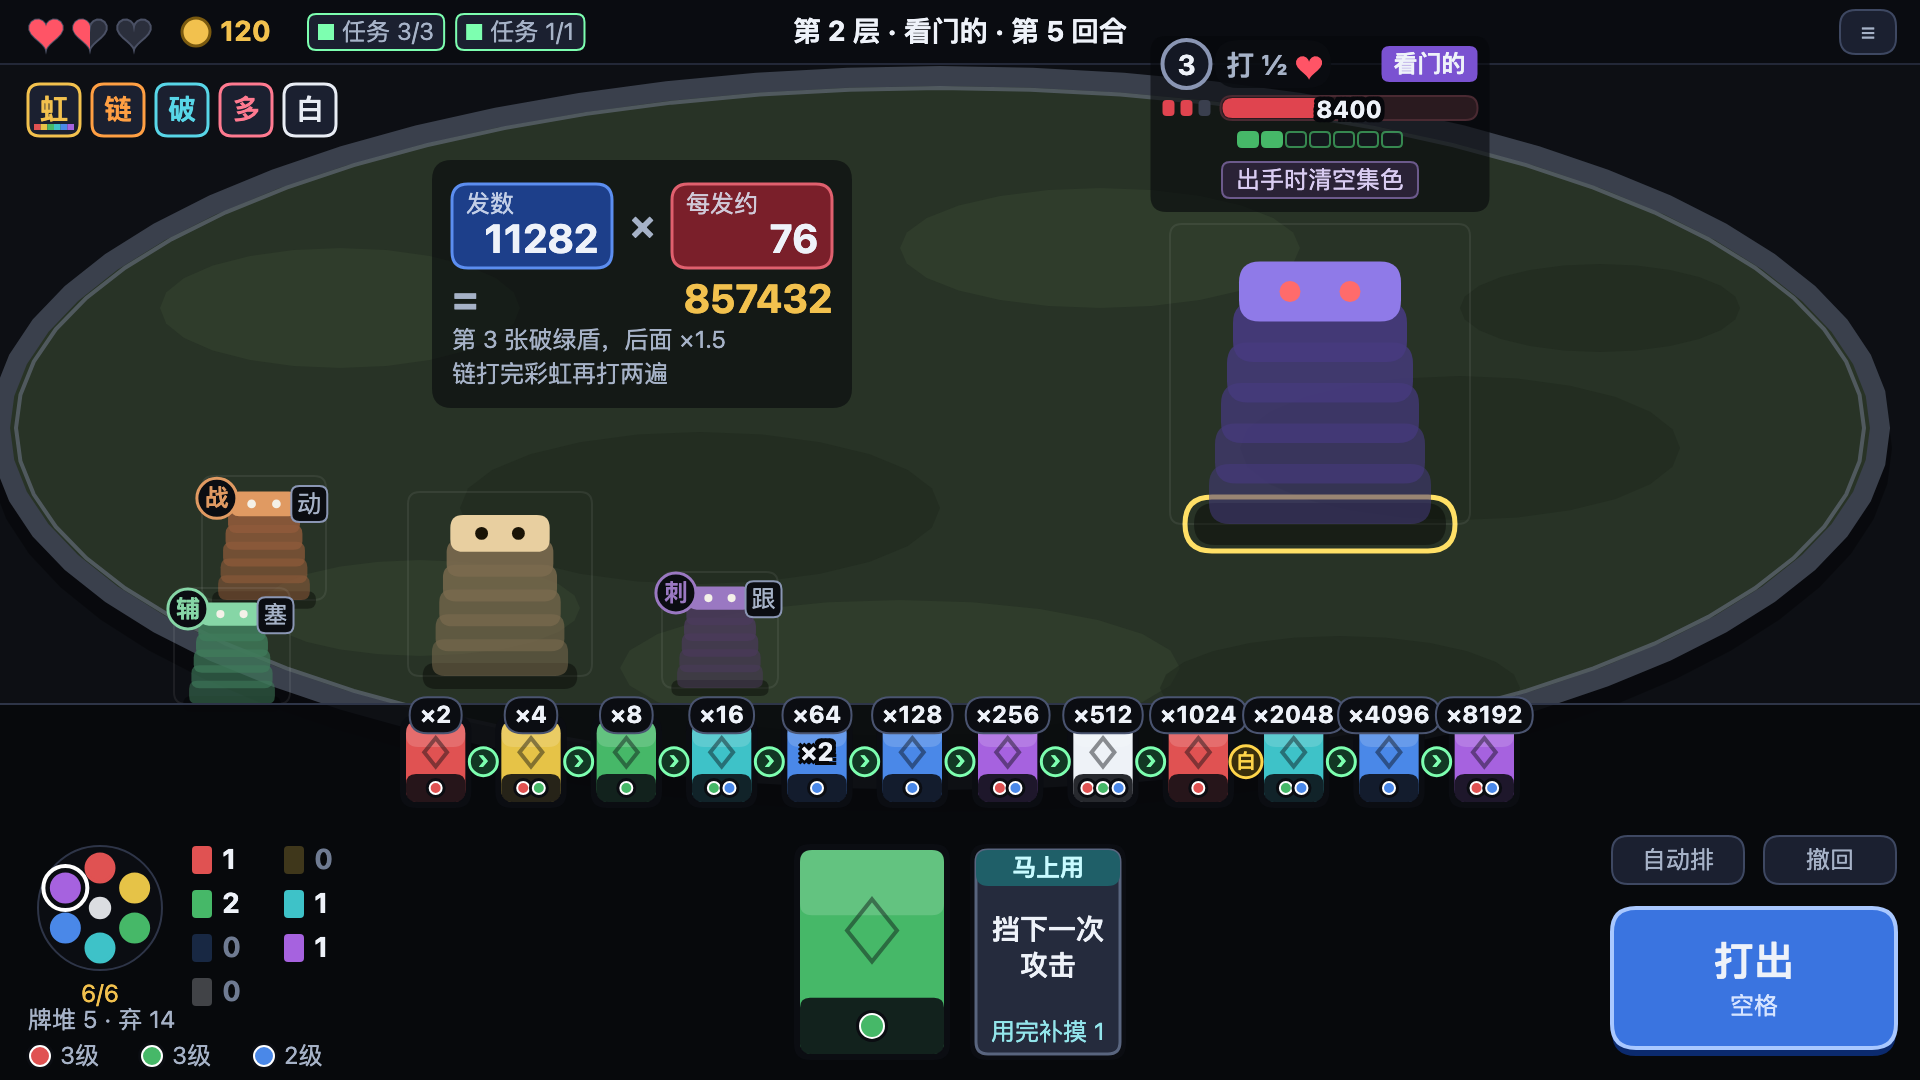 120
任务 3/3
任务 1/1
第 2 层 · 看门的 · 第 5 回合
≡
虹
链
破
多
白
3
打 ½
看门的
8400
出手时清空集色
发数
11282
×
每发约
76
=
857432
第 3 张破绿盾，后面 ×1.5
链打完彩虹再打两遍
战
动
辅
塞
刺
跟
×2
×4
×8
×16
×64
×128
×256
×512
×1024
×2048
×4096
×8192
×2
白
1
0
2
1
0
1
0
6/6
牌堆 5 · 弃 14
3级
3级
2级
马上用
挡下一次
攻击
用完补摸 1
自动排
撤回
打出
空格